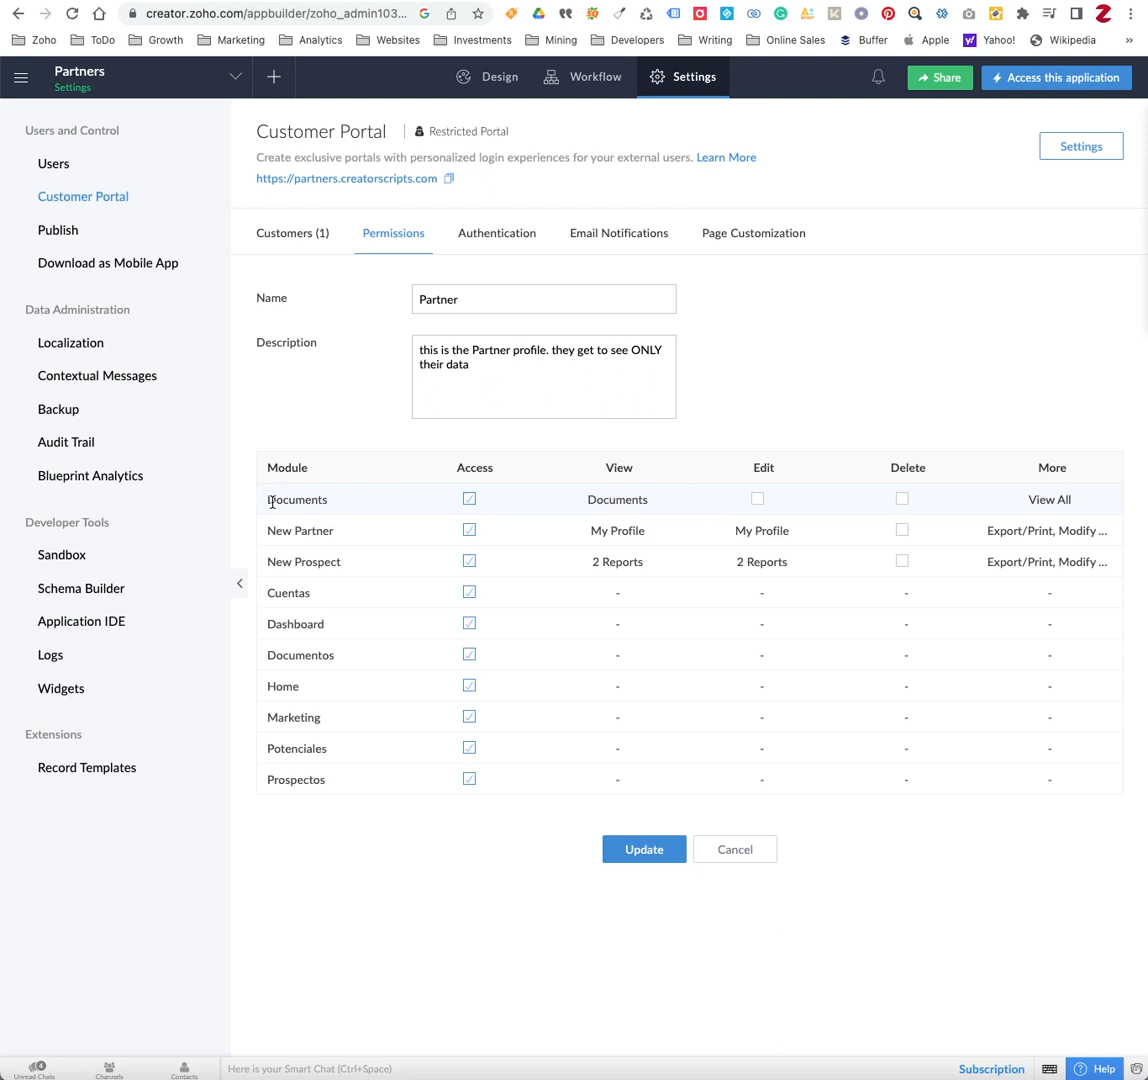 creator.zoho.com/appbuilder/zoho_admin103...
Zoho ToDo Growth Marketing Analytics Websites Investments Mining Developers Writing Online Sales Buffer Apple Yahoo! Wikipedia »
Partners
Settings
Design Workflow Settings
Share
Access this application
Users and Control
Users
Customer Portal
Publish
Download as Mobile App
Data Administration
Localization
Contextual Messages
Backup
Audit Trail
Blueprint Analytics
Developer Tools
Sandbox
Schema Builder
Application IDE
Logs
Widgets
Extensions
Record Templates
Customer Portal Restricted Portal
Create exclusive portals with personalized login experiences for your external users. Learn More
https://partners.creatorscripts.com
Settings
Customers (1) Permissions Authentication Email Notifications Page Customization
Name Partner
Description this is the Partner profile. they get to see ONLY
their data
Module Access View Edit Delete More
Documents Documents View All
New Partner My Profile My Profile Export/Print, Modify ...
New Prospect 2 Reports 2 Reports Export/Print, Modify ...
Cuentas - - - -
Dashboard - - - -
Documentos - - - -
Home - - - -
Marketing - - - -
Potenciales - - - -
Prospectos - - - -
Update Cancel
4
Unread Chats Channels Contacts Here is your Smart Chat (Ctrl+Space) Subscription Help